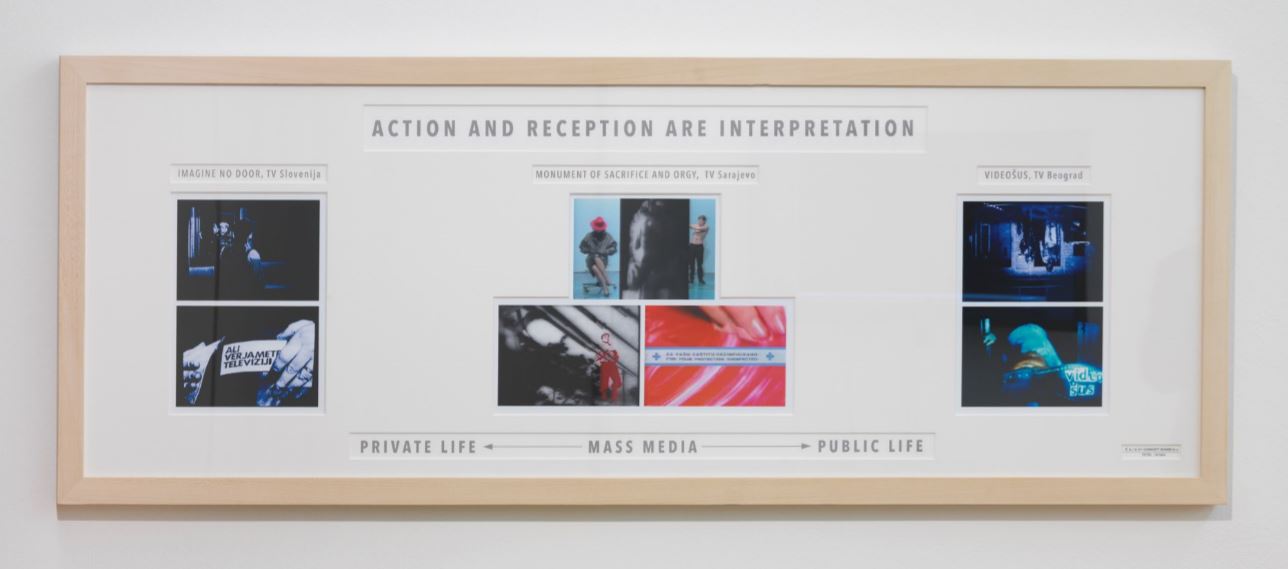 ACTION AND RECEPTION ARE INTERPRETATION
IMAGINE NO DOOR, TV Slovenija
MONUMENT OF SACRIFICE AND ORGY, TV Sarajevo
VIDEOŠUS, TV Beograd
ALI
VERJAMETE
TELEVIZIJI
ZA VAŠU ZAŠTITU DEZINFICIRANO
FOR YOUR PROTECTION DISINFECTED
video
šus
PRIVATE LIFE MASS MEDIA PUBLIC LIFE